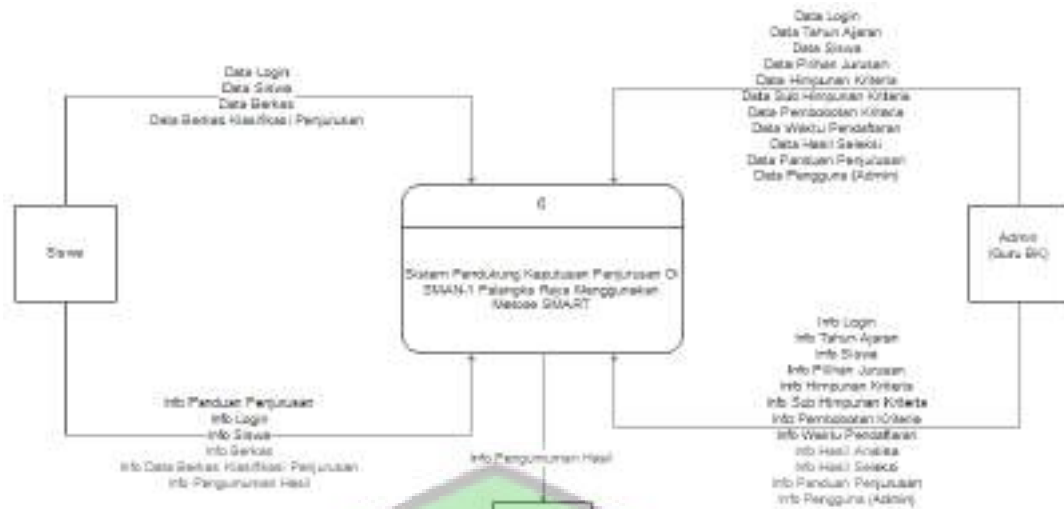 Data Login
Data Siswa
Data Berkas
Data Berkas Klasifikasi Penjurusan
Data Login
Data Tahun Ajaran
Data Siswa
Data Pilihan Jurusan
Data Himpunan Kriteria
Data Sub Himpunan Kriteria
Data Pembobotan Kriteria
Data Waktu Pendaftaran
Data Hasil Seleksi
Data Panduan Penjurusan
Data Pengguna (Admin)
Siswa
Sistem Pendukung Keputusan Penjurusan Di
SMAN-1 Palangka Raya Menggunakan
Metode SMART
Admin
(Guru BK)
Info Panduan Penjurusan
Info Login
Info Siswa
Info Berkas
Info Data Berkas Klasifikasi Penjurusan
Info Pengumuman Hasil
Info Pengumuman Hasil
Info Login
Info Tahun Ajaran
Info Siswa
Info Pilihan Jurusan
Info Himpunan Kriteria
Info Sub Himpunan Kriteria
Info Pembobotan Kriteria
Info Waktu Pendaftaran
Info Hasil Analisa
Info Hasil Seleksi
Info Panduan Penjurusan
Info Pengguna (Admin)